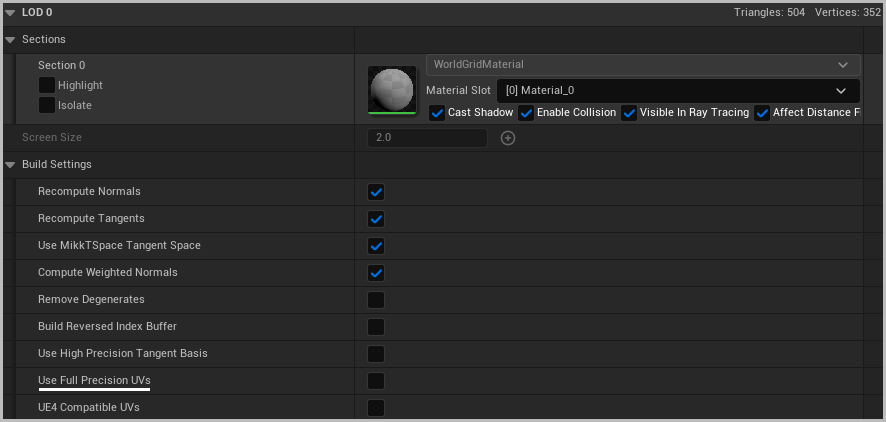 LOD 0 Triangles: 504 Vertices: 352
Sections
Section 0 WorldGridMaterial
Highlight
Material Slot [0] Material_0
Isolate
Cast Shadow Enable Collision Visible In Ray Tracing Affect Distance F
Screen Size 2.0
Build Settings
Recompute Normals
Recompute Tangents
Use MikkTSpace Tangent Space
Compute Weighted Normals
Remove Degenerates
Build Reversed Index Buffer
Use High Precision Tangent Basis
Use Full Precision UVs
UE4 Compatible UVs